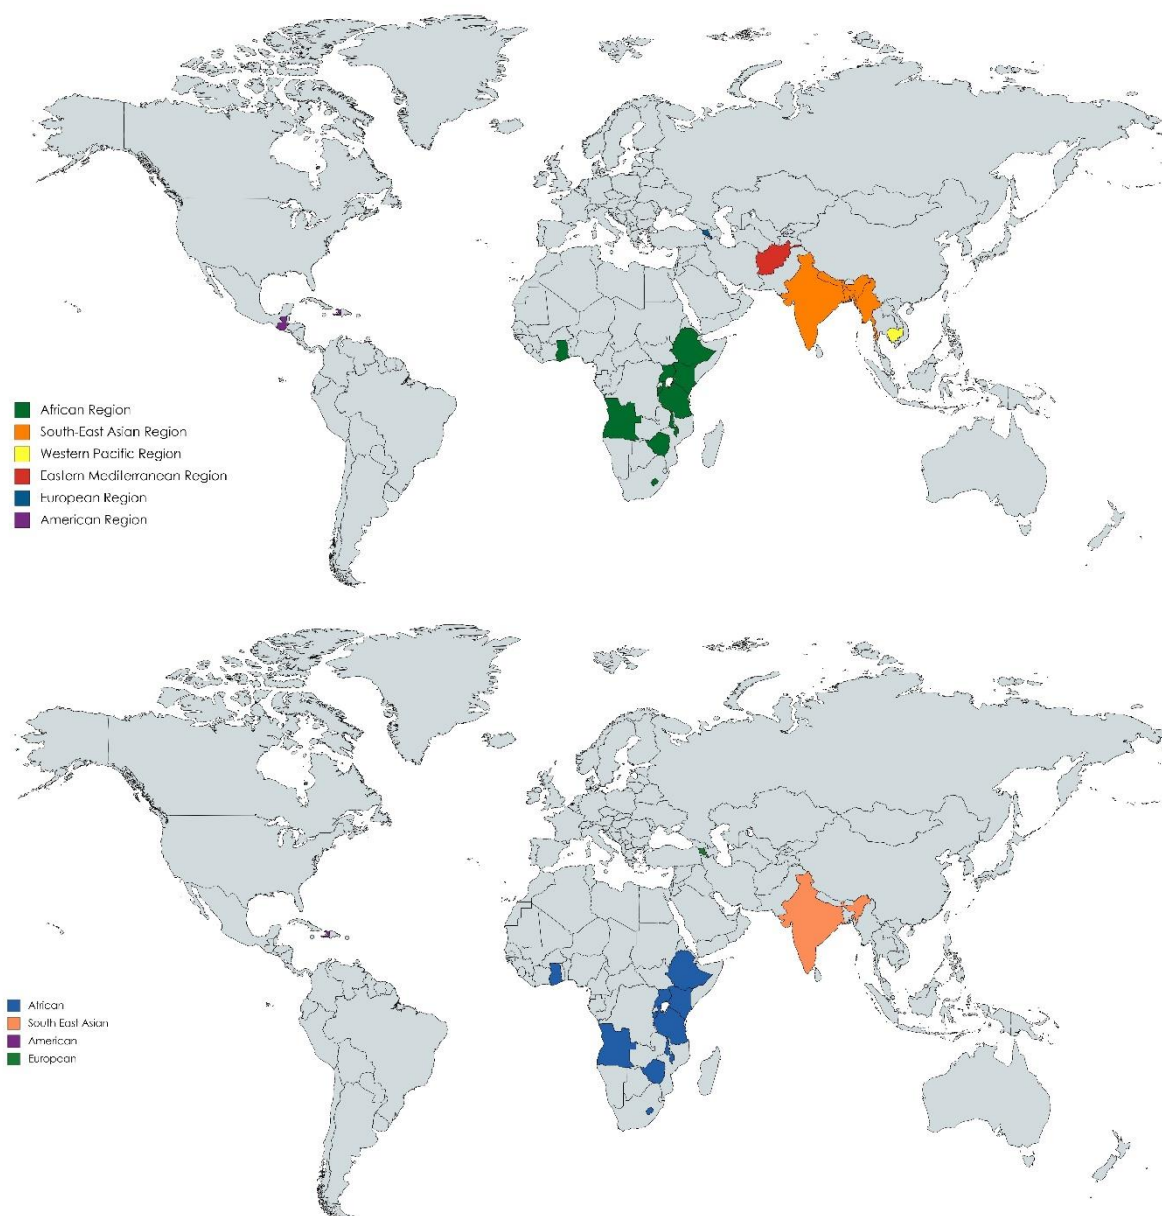 African Region
South-East Asian Region
Western Pacific Region
Eastern Mediterranean Region
European Region
American Region
African
South East Asian
American
European